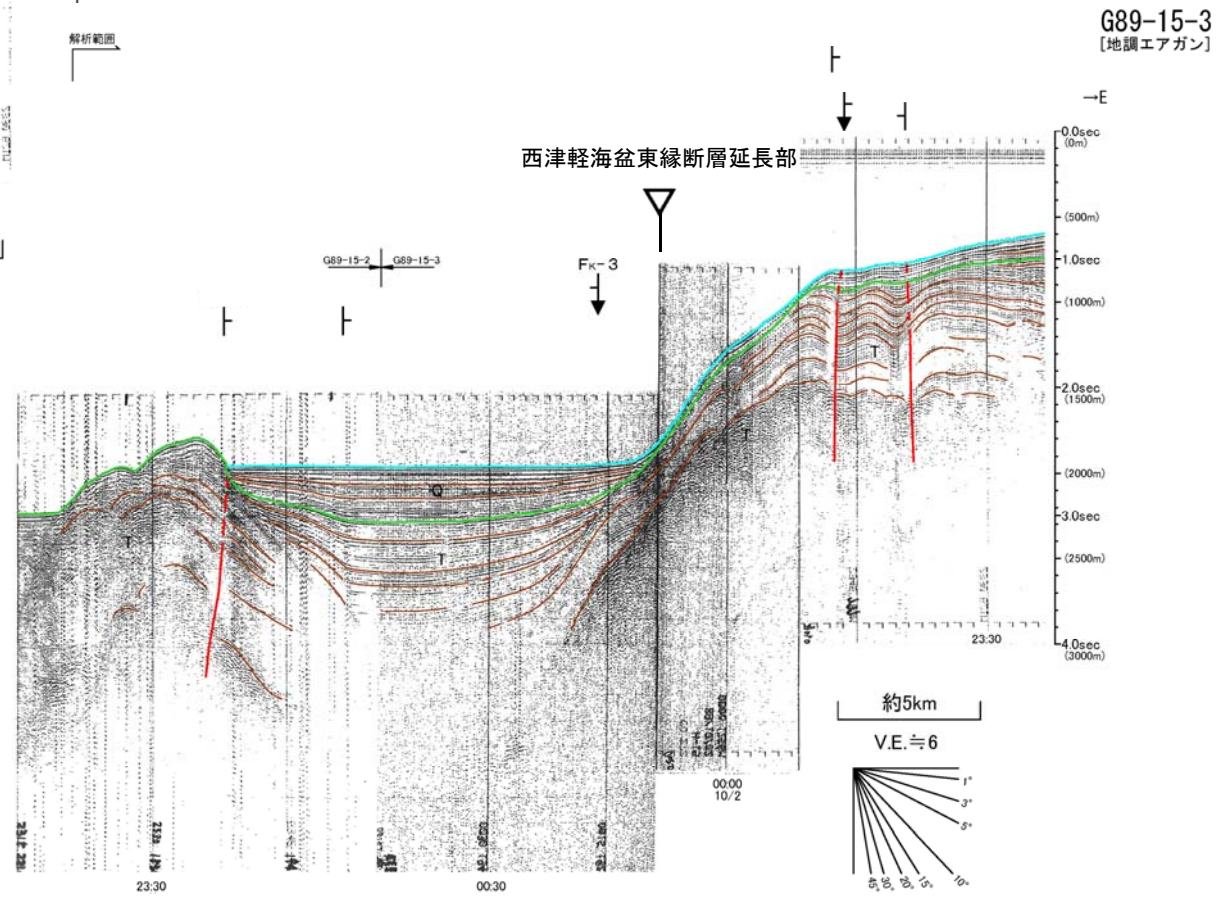 G89-15-3
[地調エアガン]
解析範囲
→E
0.0sec
(0m)
西津軽海盆東縁断層延長部
(500m)
G89-15-2
G89-15-3
FK-3
1.0sec
(1000m)
T
2.0sec
(1500m)
T
(2000m)
Q
3.0sec
T
T
(2500m)
23:30
4.0sec
(3000m)
約5km
V.E.≒6
00:00
10/2
1°
3°
5°
10°
15°
20°
30°
45°
23:30
00:30